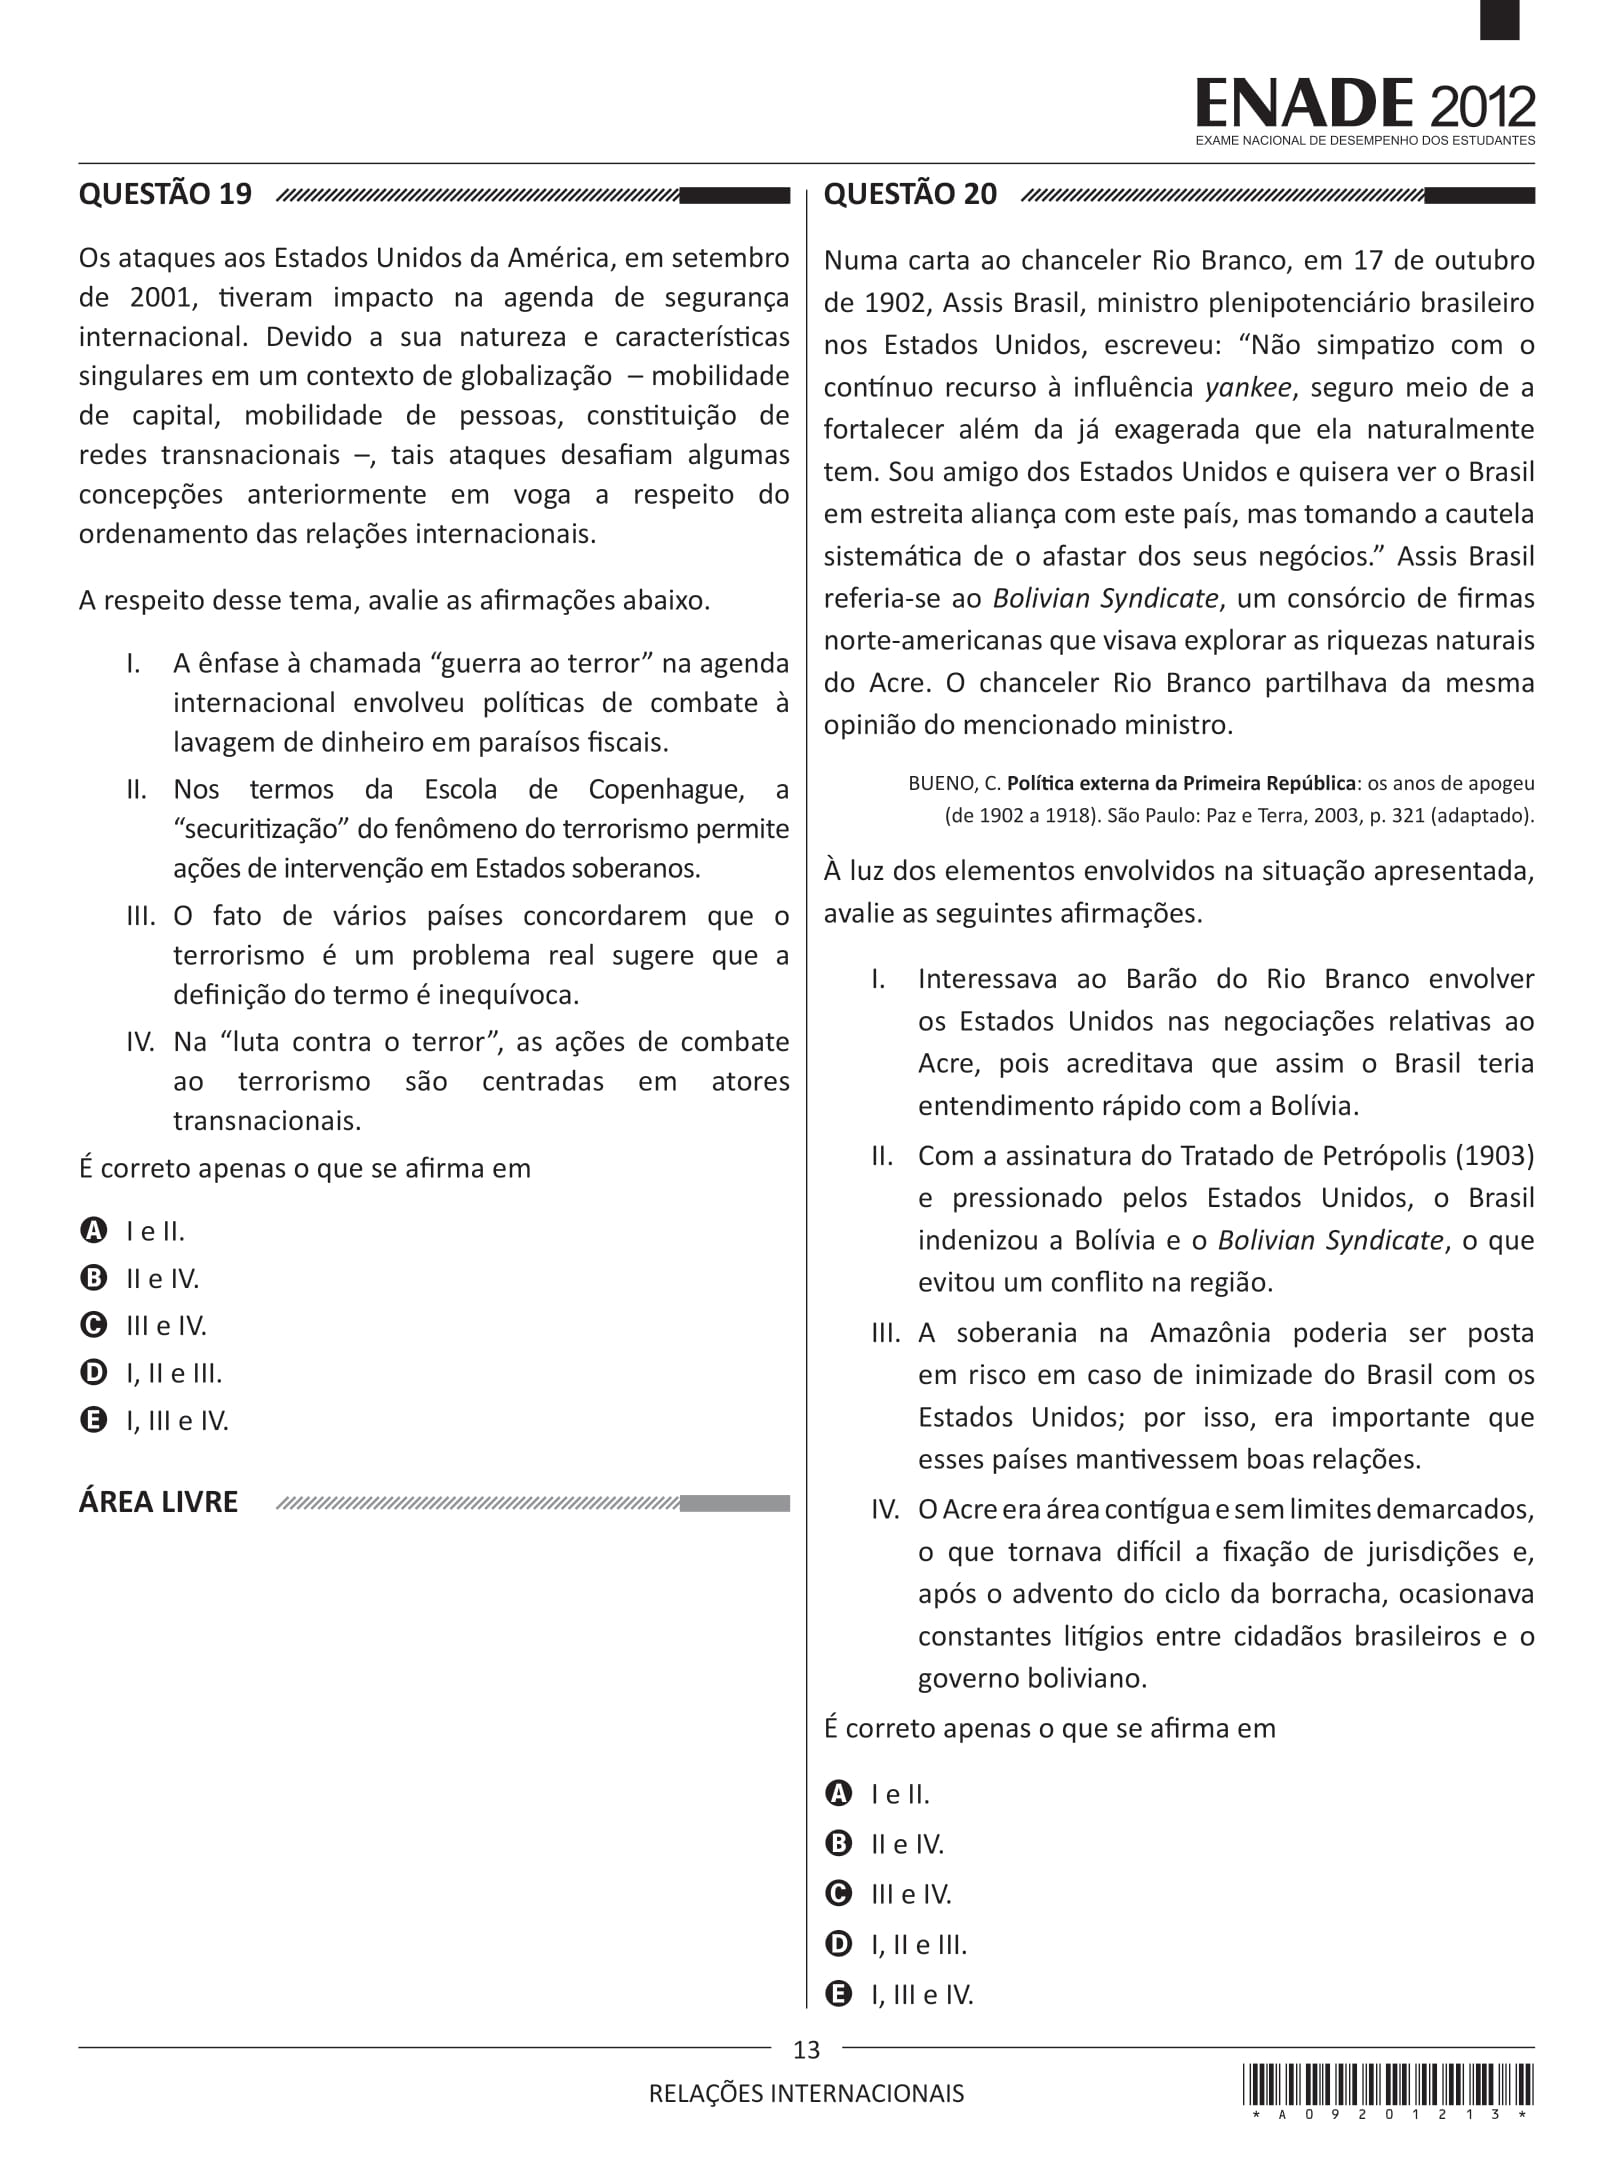 ENADE 2012
EXAME NACIONAL DE DESEMPENHO DOS ESTUDANTES
QUESTÃO 19
Os ataques aos Estados Unidos da América, em setembro
de 2001, tiveram impacto na agenda de segurança
internacional. Devido a sua natureza e características
singulares em um contexto de globalização – mobilidade
de capital, mobilidade de pessoas, constituição de
redes transnacionais –, tais ataques desafiam algumas
concepções anteriormente em voga a respeito do
ordenamento das relações internacionais.
A respeito desse tema, avalie as afirmações abaixo.
I. A ênfase à chamada “guerra ao terror” na agenda
internacional envolveu políticas de combate à
lavagem de dinheiro em paraísos fiscais.
II. Nos termos da Escola de Copenhague, a
“securitização” do fenômeno do terrorismo permite
ações de intervenção em Estados soberanos.
III. O fato de vários países concordarem que o
terrorismo é um problema real sugere que a
definição do termo é inequívoca.
IV. Na “luta contra o terror”, as ações de combate
ao terrorismo são centradas em atores
transnacionais.
É correto apenas o que se afirma em
A I e II.
B II e IV.
C III e IV.
D I, II e III.
E I, III e IV.
ÁREA LIVRE
QUESTÃO 20
Numa carta ao chanceler Rio Branco, em 17 de outubro
de 1902, Assis Brasil, ministro plenipotenciário brasileiro
nos Estados Unidos, escreveu: “Não simpatizo com o
contínuo recurso à influência yankee, seguro meio de a
fortalecer além da já exagerada que ela naturalmente
tem. Sou amigo dos Estados Unidos e quisera ver o Brasil
em estreita aliança com este país, mas tomando a cautela
sistemática de o afastar dos seus negócios.” Assis Brasil
referia-se ao Bolivian Syndicate, um consórcio de firmas
norte-americanas que visava explorar as riquezas naturais
do Acre. O chanceler Rio Branco partilhava da mesma
opinião do mencionado ministro.
BUENO, C. Política externa da Primeira República: os anos de apogeu
(de 1902 a 1918). São Paulo: Paz e Terra, 2003, p. 321 (adaptado).
À luz dos elementos envolvidos na situação apresentada,
avalie as seguintes afirmações.
I. Interessava ao Barão do Rio Branco envolver
os Estados Unidos nas negociações relativas ao
Acre, pois acreditava que assim o Brasil teria
entendimento rápido com a Bolívia.
II. Com a assinatura do Tratado de Petrópolis (1903)
e pressionado pelos Estados Unidos, o Brasil
indenizou a Bolívia e o Bolivian Syndicate, o que
evitou um conflito na região.
III. A soberania na Amazônia poderia ser posta
em risco em caso de inimizade do Brasil com os
Estados Unidos; por isso, era importante que
esses países mantivessem boas relações.
IV. O Acre era área contígua e sem limites demarcados,
o que tornava difícil a fixação de jurisdições e,
após o advento do ciclo da borracha, ocasionava
constantes litígios entre cidadãos brasileiros e o
governo boliviano.
É correto apenas o que se afirma em
A I e II.
B II e IV.
C III e IV.
D I, II e III.
E I, III e IV.
13
RELAÇÕES INTERNACIONAIS
* A 0 9 2 0 1 2 1 3 *